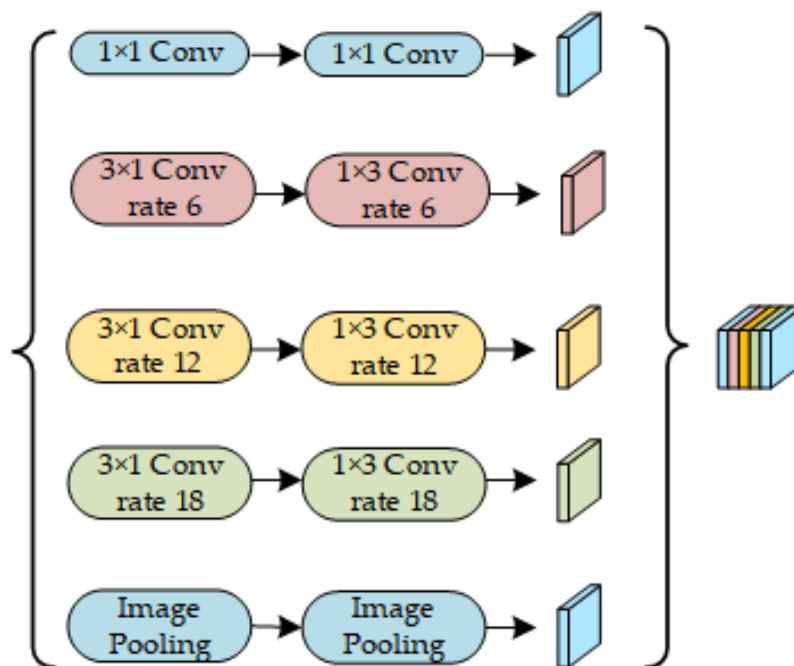 1×1 Conv
1×1 Conv
3×1 Conv
rate 6
1×3 Conv
rate 6
3×1 Conv
rate 12
1×3 Conv
rate 12
3×1 Conv
rate 18
1×3 Conv
rate 18
Image
Pooling
Image
Pooling